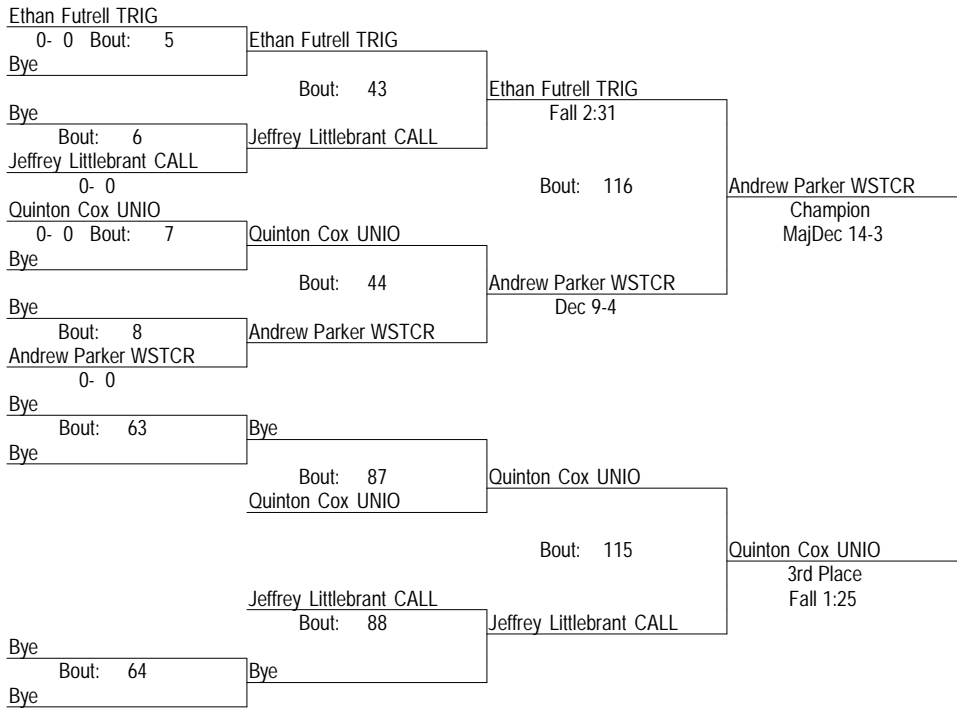 Ethan Futrell TRIG
0- 0 Bout: 5
Ethan Futrell TRIG
Bye
Bout: 43
Ethan Futrell TRIG
Bye
Fall 2:31
Bout: 6
Jeffrey Littlebrant CALL
Jeffrey Littlebrant CALL
0- 0
Bout: 116
Andrew Parker WSTCR
Quinton Cox UNIO
Champion
0- 0 Bout: 7
Quinton Cox UNIO
MajDec 14-3
Bye
Bout: 44
Andrew Parker WSTCR
Bye
Dec 9-4
Bout: 8
Andrew Parker WSTCR
Andrew Parker WSTCR
0- 0
Bye
Bout: 63
Bye
Bye
Bout: 87
Quinton Cox UNIO
Quinton Cox UNIO
Bout: 115
Quinton Cox UNIO
3rd Place
Jeffrey Littlebrant CALL
Fall 1:25
Bout: 88
Jeffrey Littlebrant CALL
Bye
Bout: 64
Bye
Bye